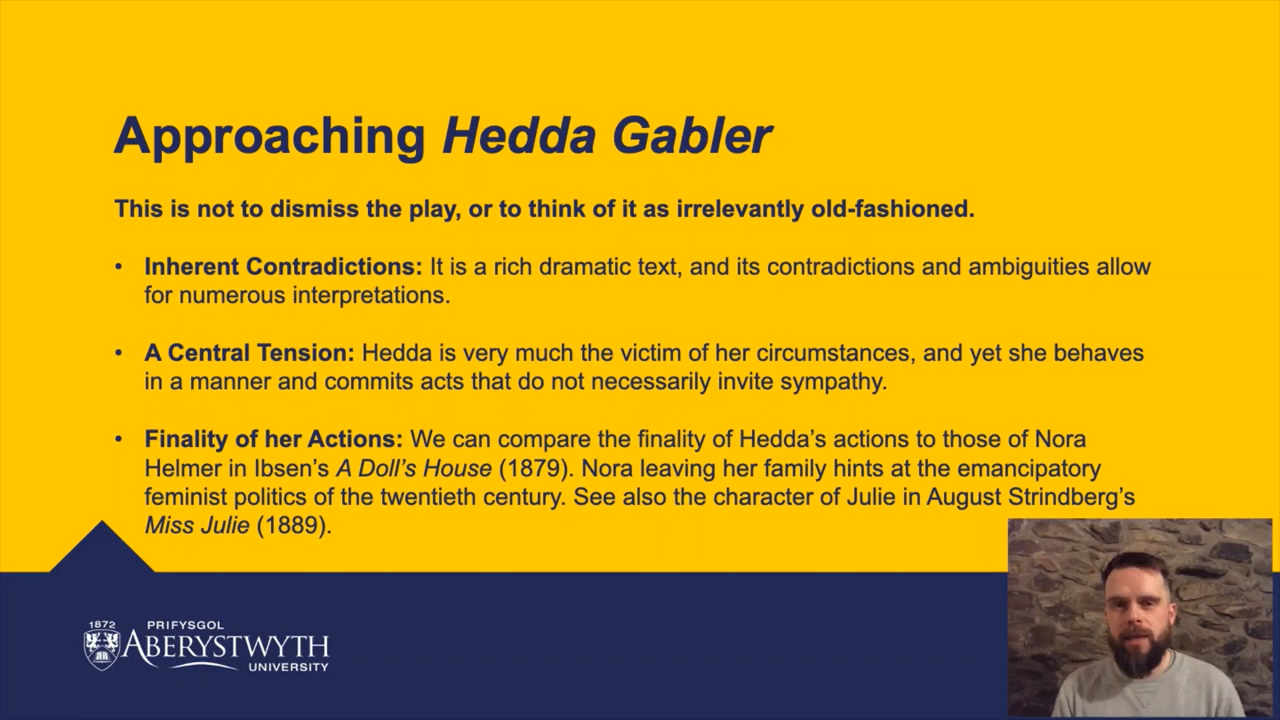 Approaching Hedda Gabler
This is not to dismiss the play, or to think of it as irrelevantly old-fashioned.
• Inherent Contradictions: It is a rich dramatic text, and its contradictions and ambiguities allow
for numerous interpretations.
• A Central Tension: Hedda is very much the victim of her circumstances, and yet she behaves
in a manner and commits acts that do not necessarily invite sympathy.
• Finality of her Actions: We can compare the finality of Hedda’s actions to those of Nora
Helmer in Ibsen’s A Doll’s House (1879). Nora leaving her family hints at the emancipatory
feminist politics of the twentieth century. See also the character of Julie in August Strindberg’s
Miss Julie (1889).
1872 PRIFYSGOL
ABERYSTWYTH
UNIVERSITY